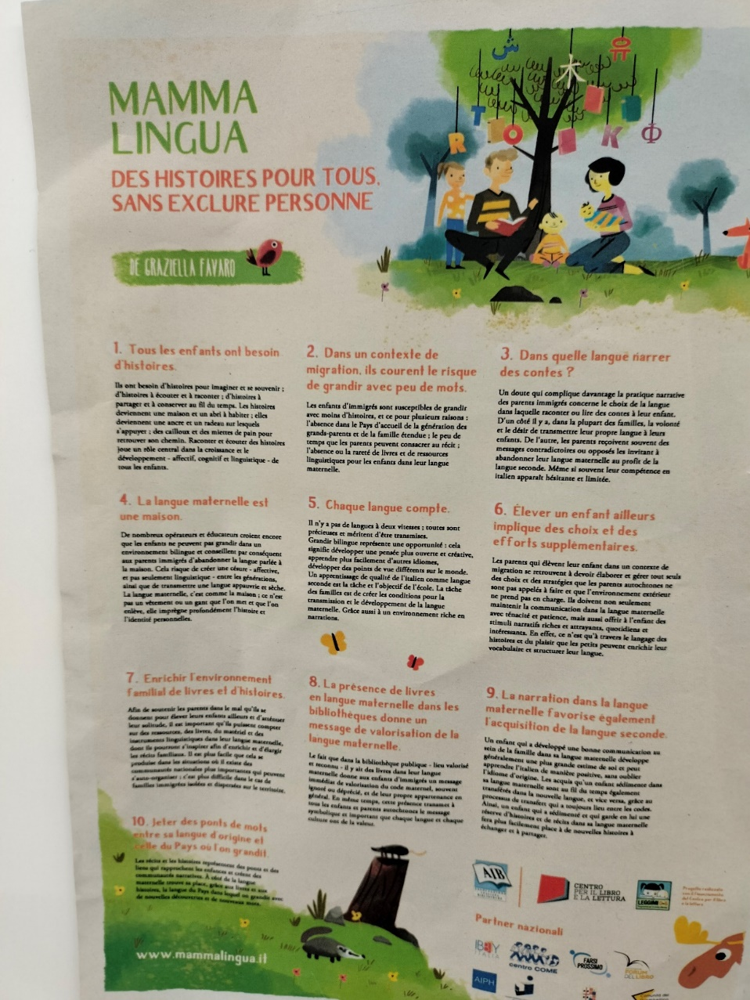 MAMMA
LINGUA
DES HISTOIRES POUR TOUS,
SANS EXCLURE PERSONNE
DE GRAZIELLA FAVARO
ش
유
木
T
R
O
K
Ф
1. Tous les enfants ont besoin
d'histoires.
Ils ont besoin d'histoires pour imaginer et se souvenir ;
d'histoires à écouter et à raconter ; d'histoires à
partager et à conserver au fil du temps. Les histoires
deviennent une maison et un abri à habiter ; elles
deviennent une ancre et un radeau sur lesquels
s'appuyer ; des cailloux et des miettes de pain pour
retrouver son chemin. Raconter et écouter des histoires
joue un rôle central dans la croissance et le
développement - affectif, cognitif et linguistique - de
tous les enfants.
2. Dans un contexte de
migration, ils courent le risque
de grandir avec peu de mots.
Les enfants d'immigrés sont susceptibles de grandir
avec moins d'histoires, et ce pour plusieurs raisons :
l'absence dans le Pays d'accueil de la génération des
grands-parents et de la famille étendue ; le peu de
temps que les parents peuvent consacrer au récit ;
l'absence ou la rareté de livres et de ressources
linguistiques pour les enfants dans leur langue
maternelle.
3. Dans quelle langue narrer
des contes ?
Un doute qui complique davantage la pratique narrative
des parents immigrés concerne le choix de la langue
dans laquelle raconter ou lire des contes à leur enfant.
D'un côté il y a, dans la plupart des familles, la volonté
et le désir de transmettre leur propre langue à leurs
enfants. De l'autre, les parents reçoivent souvent des
messages contradictoires ou opposés les invitant à
abandonner leur langue maternelle au profit de la
langue seconde. Même si souvent leur compétence en
italien apparaît hésitante et limitée.
4. La langue maternelle est
une maison.
De nombreux opérateurs et éducateurs croient encore
que les enfants ne peuvent pas grandir dans un
environnement bilingue et conseillent par conséquent
aux parents immigrés d'abandonner la langue parlée à
la maison. Cela risque de créer une césure - affective,
et pas seulement linguistique - entre les générations,
ainsi que de transmettre une langue appauvrie et sèche.
La langue maternelle, c'est comme la maison ; ce n'est
pas un vêtement ou un gant que l'on met et que l'on
enlève, elle imprègne profondément l'histoire et
l'identité personnelles.
5. Chaque langue compte.
Il n'y a pas de langues à deux vitesses ; toutes sont
précieuses et méritent d'être transmises.
Grandir bilingue représente une opportunité : cela
signifie développer une pensée plus ouverte et créative,
apprendre plus facilement d'autres idiomes,
développer des points de vue différents sur le monde.
Un apprentissage de qualité de l'italien comme langue
seconde est la tâche et l'objectif de l'école. La tâche
des familles est de créer les conditions pour la
transmission et le développement de la langue
maternelle. Grâce aussi à un environnement riche en
narrations.
6. Élever un enfant ailleurs
implique des choix et des
efforts supplémentaires.
Les parents qui élèvent leur enfant dans un contexte de
migration se retrouvent à devoir élaborer et gérer tout seuls
des choix et des stratégies que les parents autochtones ne
sont pas appelés à faire et que l'environnement extérieur
ne prend pas en charge. Ils doivent non seulement
maintenir la communication dans la langue maternelle
avec ténacité et patience, mais aussi offrir à l'enfant des
stimuli narratifs riches et attrayants, quotidiens et
intéressants. En effet, ce n'est qu'à travers le langage des
histoires et du plaisir que les petits peuvent enrichir leur
vocabulaire et structurer leur langue.
7. Enrichir l'environnement
familial de livres et d'histoires.
Afin de soutenir les parents dans le mal qu'ils se
donnent pour élever leurs enfants ailleurs et d'atténuer
leur solitude, il est important qu'ils puissent compter
sur des ressources, des livres, du matériel et des
instruments linguistiques dans leur langue maternelle,
dont ils pourront s'inspirer afin d'enrichir et d'élargir
les récits familiaux. Il est plus facile que cela se
produise dans les situations où il existe des
communautés nationales plus importantes qui peuvent
s'auto-organiser ; c'est plus difficile dans le cas de
familles immigrées isolées et dispersées sur le territoire.
8. La présence de livres
en langue maternelle dans les
bibliothèques donne un
message de valorisation de la
langue maternelle.
Le fait que dans la bibliothèque publique - lieu valorisé
et reconnu - il y ait des livres dans leur langue
maternelle donne aux enfants d'immigrés un message
immédiat de valorisation du code maternel, souvent
ignoré ou déprécié, et de leur propre appartenance en
général. En même temps, cette présence transmet à
tous les enfants et parents autochtones le message
symbolique et important que chaque langue et chaque
culture ont de la valeur.
9. La narration dans la langue
maternelle favorise également
l'acquisition de la langue seconde.
Un enfant qui a développé une bonne communication au
sein de la famille dans sa langue maternelle développe
généralement une plus grande estime de soi et peut
apprendre l'italien de manière positive, sans oublier
l'idiome d'origine. Les acquis qu'un enfant sédimente dans
sa langue maternelle sont au fil du temps également
transférés dans la nouvelle langue, et vice versa, grâce au
processus de transfert qui a toujours lieu entre les codes.
Ainsi, un enfant qui a sédimenté et qui garde en lui une
réserve d'histoires et de récits dans sa langue maternelle
fera plus facilement place à de nouvelles histoires à
échanger et à partager.
10. Jeter des ponts de mots
entre sa langue d'origine et
celle du Pays où l'on grandit.
Les récits et les histoires représentent des ponts et des
liens qui rapprochent les enfants et créent des
communautés narratives. À côté de la langue
maternelle trouve sa place, grâce aux livres et aux
histoires, la langue du Pays dans lequel on grandit avec
de nouvelles découvertes et de nouveaux mots.
www.mammalingua.it
AIB
CENTRO
PER IL LIBRO
E LA LETTURA
LEGGIMI 0-6
Progetto realizzato
con il finanziamento
del Centro per il libro
e la lettura
Partner nazionali
IBBY
ITALIA
centro COME
FARSI
PROSSIMO
FORUM
DEL LIBRO
AIPH